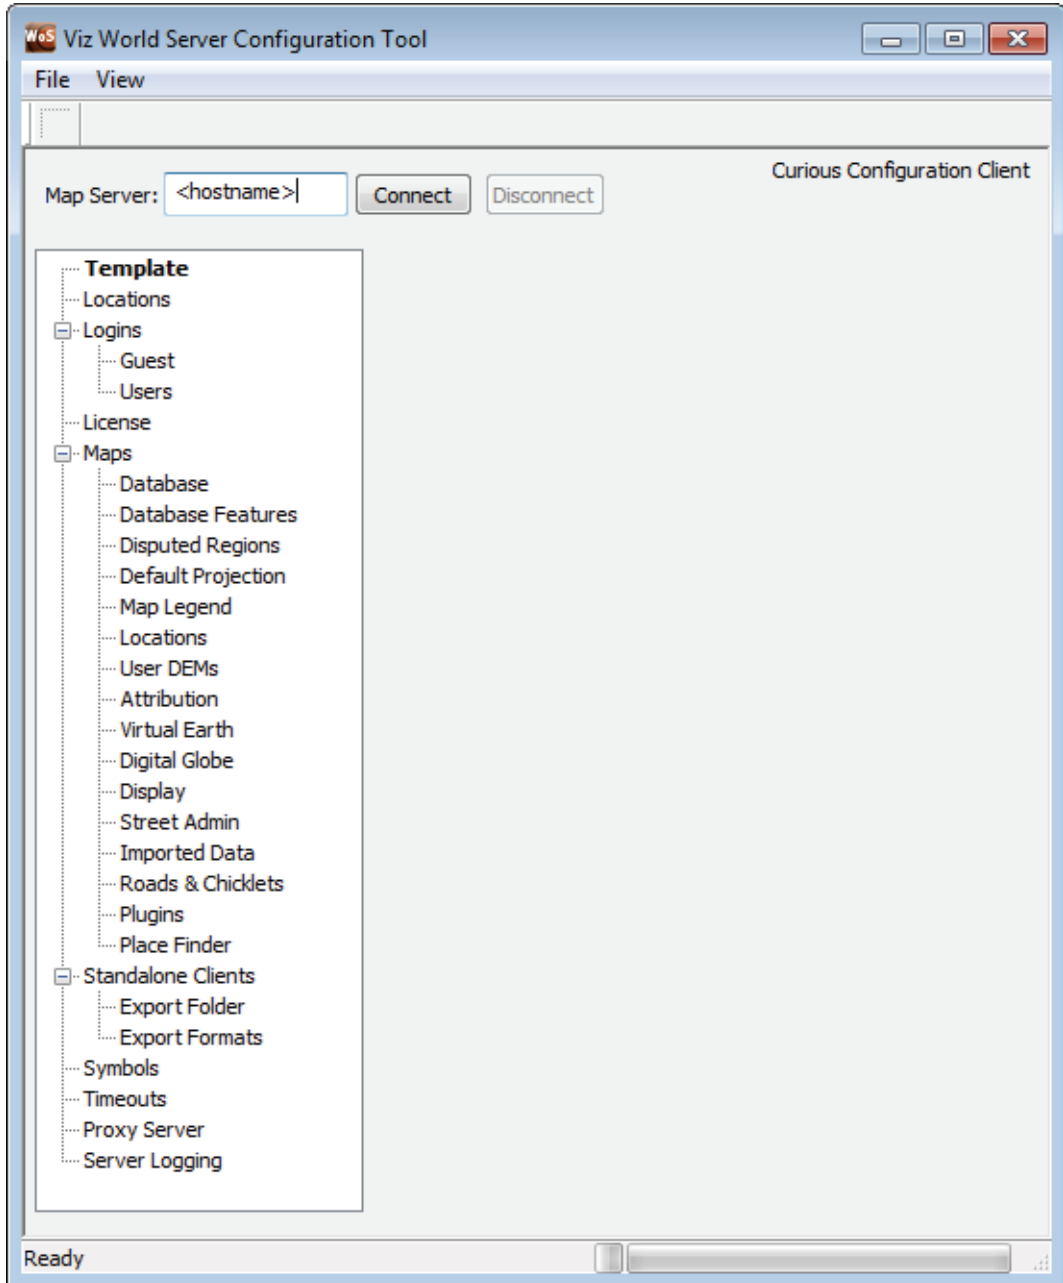 WoS Viz World Server Configuration Tool
File View
Curious Configuration Client
Map Server: <hostname> Connect Disconnect
Template
Locations
Logins
Guest
Users
License
Maps
Database
Database Features
Disputed Regions
Default Projection
Map Legend
Locations
User DEMs
Attribution
Virtual Earth
Digital Globe
Display
Street Admin
Imported Data
Roads & Chicklets
Plugins
Place Finder
Standalone Clients
Export Folder
Export Formats
Symbols
Timeouts
Proxy Server
Server Logging
Ready